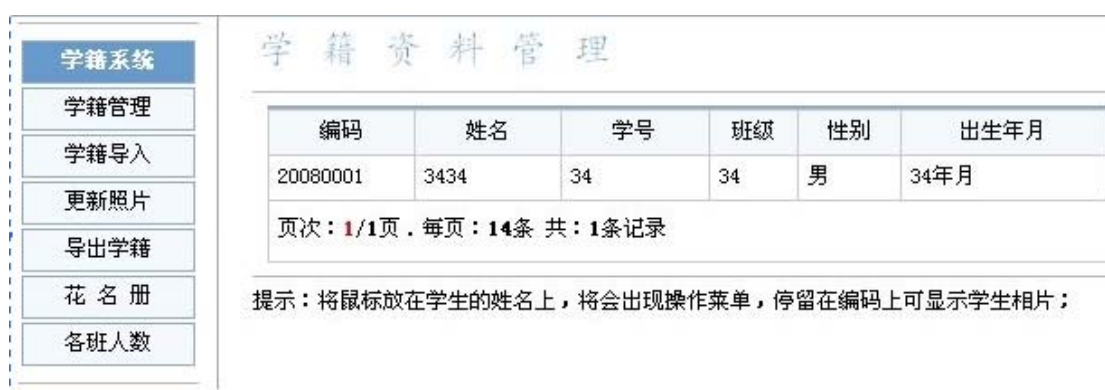 学籍系统
学籍管理
学籍导入
更新照片
导出学籍
花 名 册
各班人数
学 籍 资 料 管 理
编码 姓名 学号 班级 性别 出生年月
20080001 3434 34 34 男 34年月
页次：1/1页．每页：14条 共：1条记录
提示：将鼠标放在学生的姓名上，将会出现操作菜单，停留在编码上可显示学生相片；